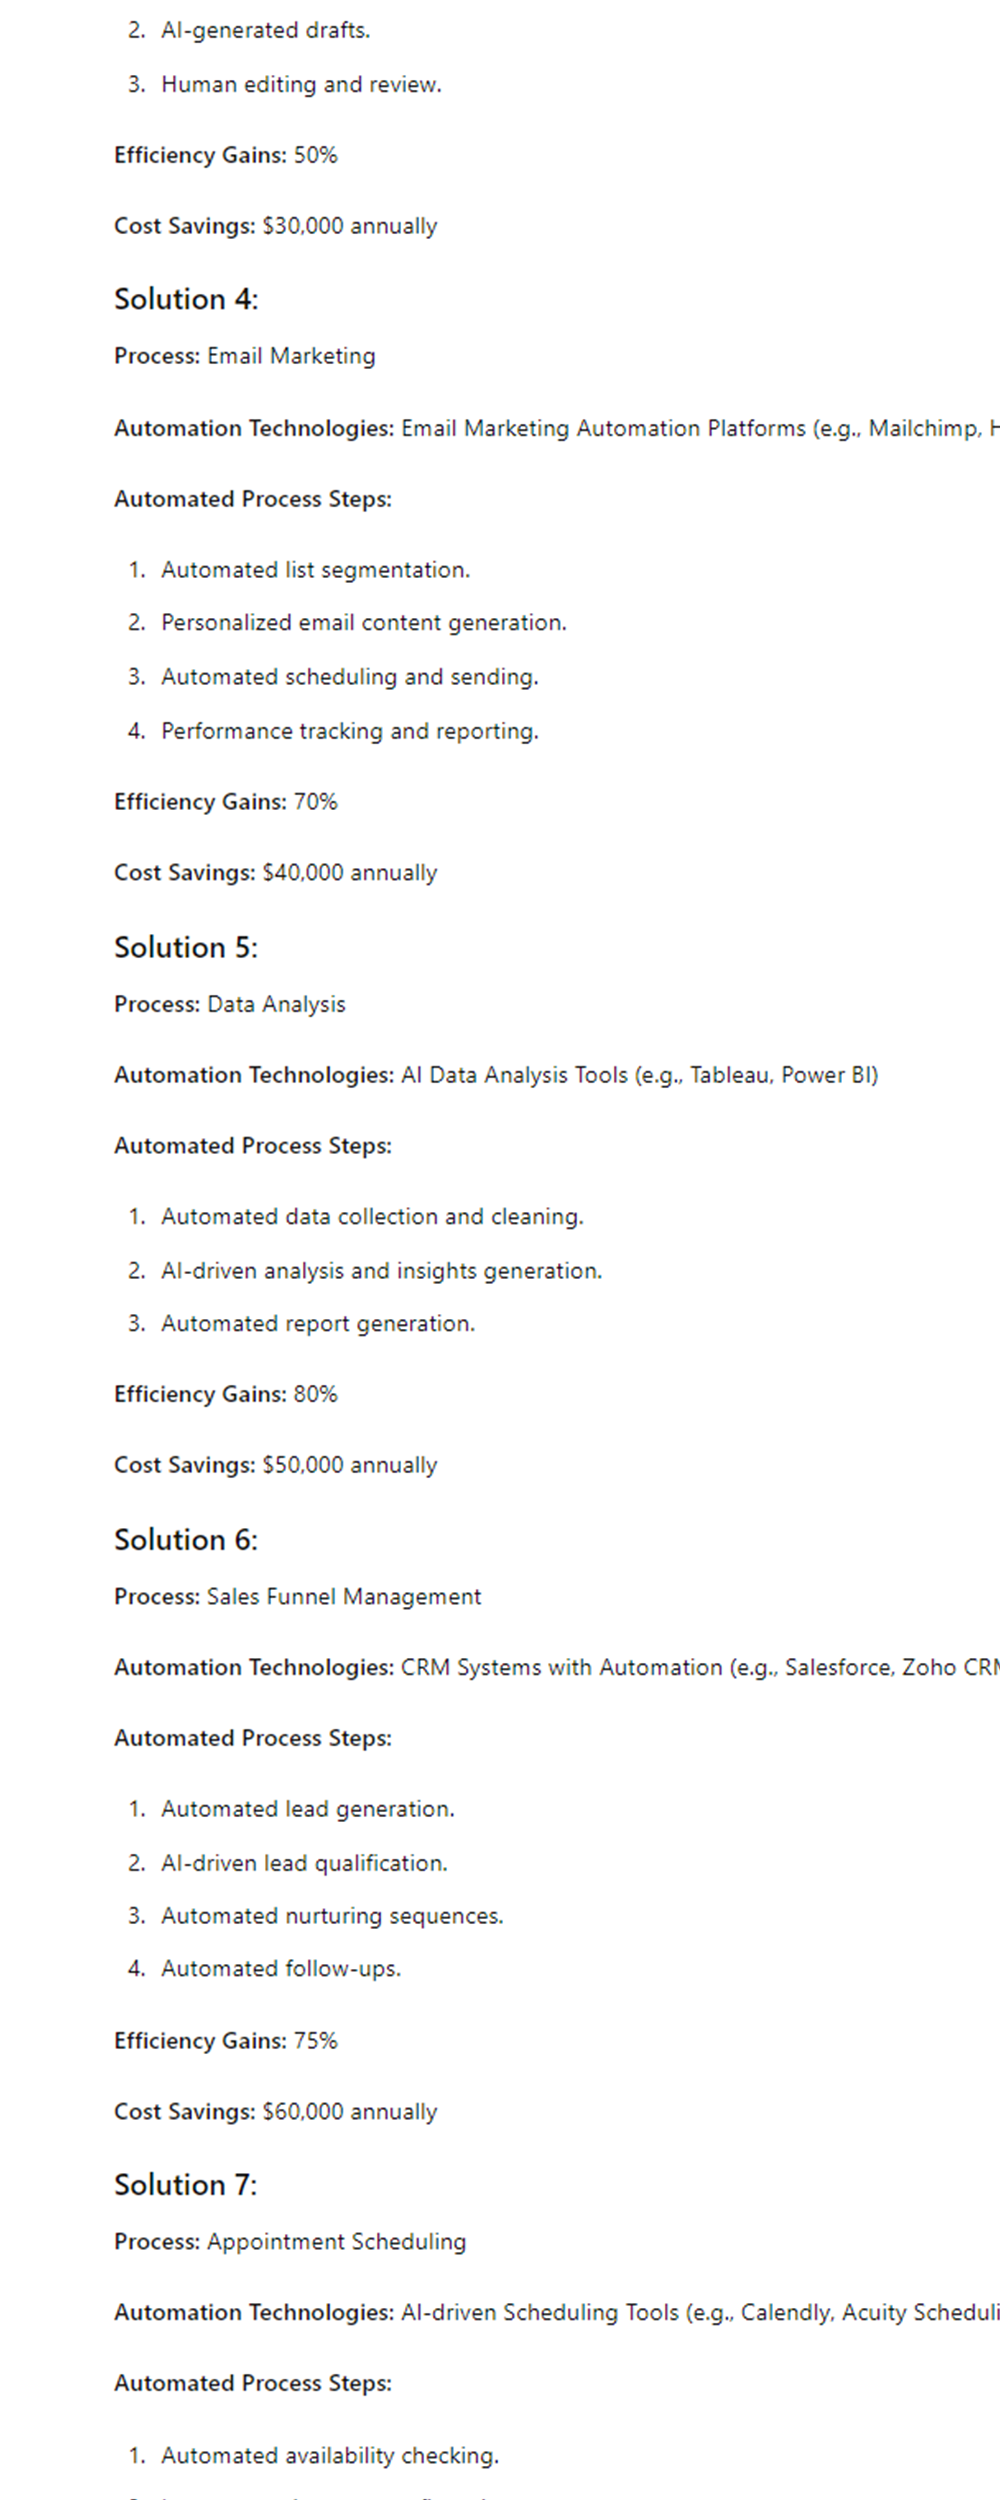 2. AI-generated drafts.
3. Human editing and review.
Efficiency Gains: 50%
Cost Savings: $30,000 annually
Solution 4:
Process: Email Marketing
Automation Technologies: Email Marketing Automation Platforms (e.g., Mailchimp,
Automated Process Steps:
1. Automated list segmentation.
2. Personalized email content generation.
3. Automated scheduling and sending.
4. Performance tracking and reporting.
Efficiency Gains: 70%
Cost Savings: $40,000 annually
Solution 5:
Process: Data Analysis
Automation Technologies: AI Data Analysis Tools (e.g., Tableau, Power BI)
Automated Process Steps:
1. Automated data collection and cleaning.
2. AI-driven analysis and insights generation.
3. Automated report generation.
Efficiency Gains: 80%
Cost Savings: $50,000 annually
Solution 6:
Process: Sales Funnel Management
Automation Technologies: CRM Systems with Automation (e.g., Salesforce, Zoho CRM
Automated Process Steps:
1. Automated lead generation.
2. AI-driven lead qualification.
3. Automated nurturing sequences.
4. Automated follow-ups.
Efficiency Gains: 75%
Cost Savings: $60,000 annually
Solution 7:
Process: Appointment Scheduling
Automation Technologies: AI-driven Scheduling Tools (e.g., Calendly, Acuity Scheduli
Automated Process Steps:
1. Automated availability checking.